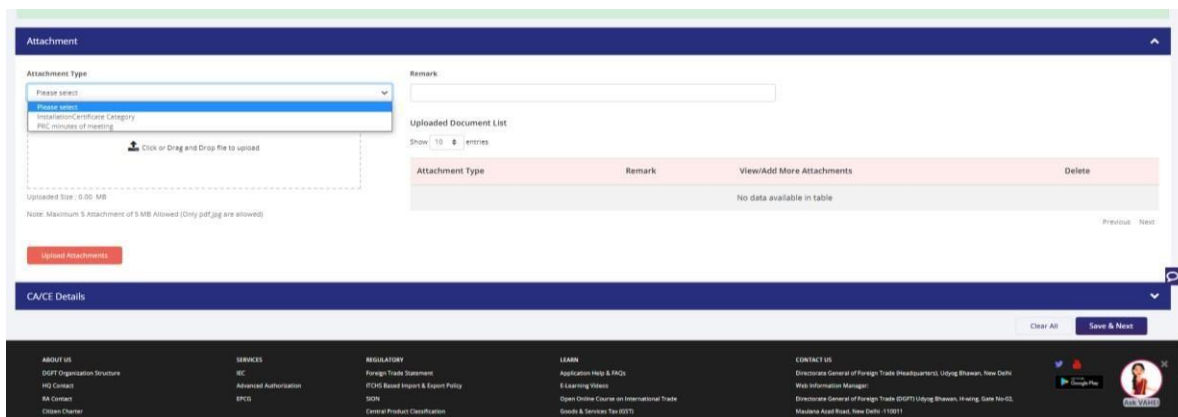 Attachment
Attachment Type
Remark
Please select
Please select
InstallationCertificate Category
PRC minutes of meeting
Click or Drag and Drop file to upload
Uploaded Size : 0.00 MB
Note: Maximum 5 Attachment of 5 MB Allowed (Only pdf,jpg are allowed)
Upload Attachments
Uploaded Document List
Show 10 entries
Attachment Type Remark View/Add More Attachments Delete
No data available in table
Previous Next
CA/CE Details
Clear All Save & Next
ABOUT US
DGFT Organization Structure
HQ Contact
RA Contact
Citizen Charter
SERVICES
IEC
Advanced Authorisation
EPCG
REGULATORY
Foreign Trade Statement
ITCHS Based Import & Export Policy
SION
Central Product Classification
LEARN
Application Help & FAQs
E-Learning Videos
Open Online Course on International Trade
Goods & Services Tax (GST)
CONTACT US
Directorate General of Foreign Trade (Headquarters), Udyog Bhawan, New Delhi
Web Information Manager:
Directorate General of Foreign Trade (DGFT) Udyog Bhawan, H-wing, Gate No-02,
Maulana Azad Road, New Delhi -110011
Google Play
Ask VAHEI